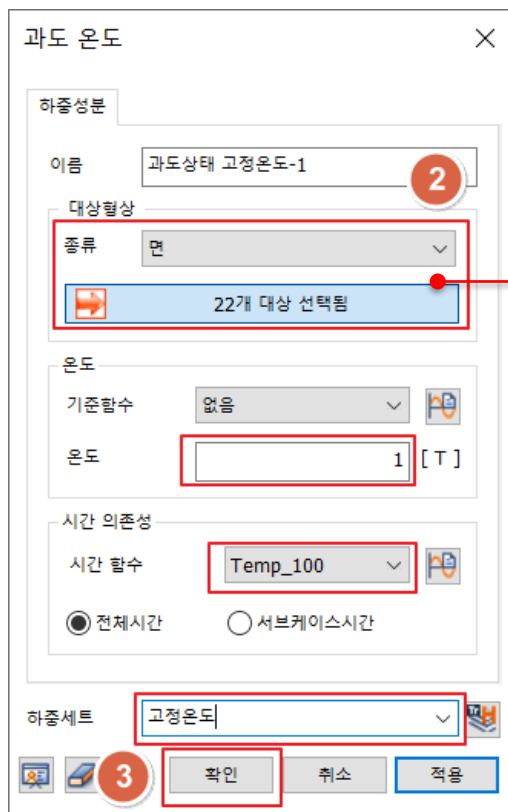 과도 온도
하중성분
이름 과도상태 고정온도-1
2
대상형상
종류 면
22개 대상 선택됨
온도
기준함수 없음
온도 1 [ T ]
시간 의존성
시간 함수 Temp_100
전체시간 서브케이스시간
하중세트 고정온도
3 확인 취소 적용